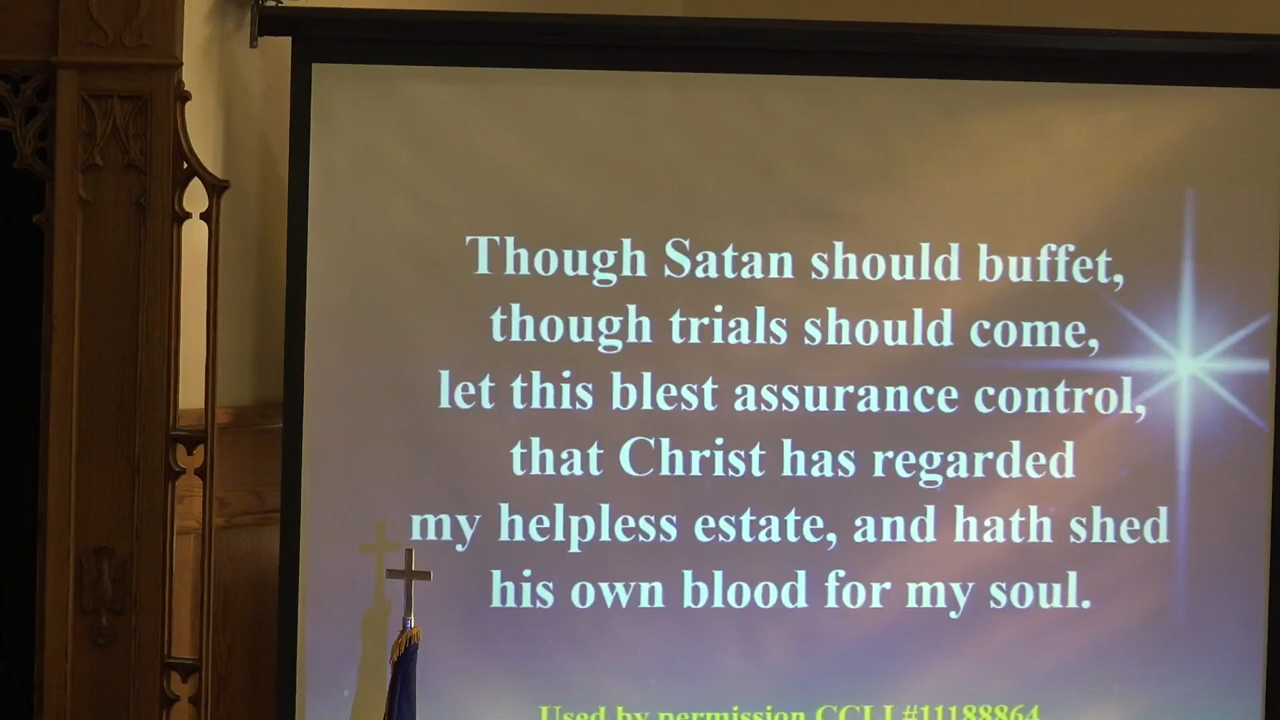 Though Satan should buffet,
though trials should come,
let this blest assurance control,
that Christ has regarded
my helpless estate, and hath shed
his own blood for my soul.
Used by permission CCLI #11188864